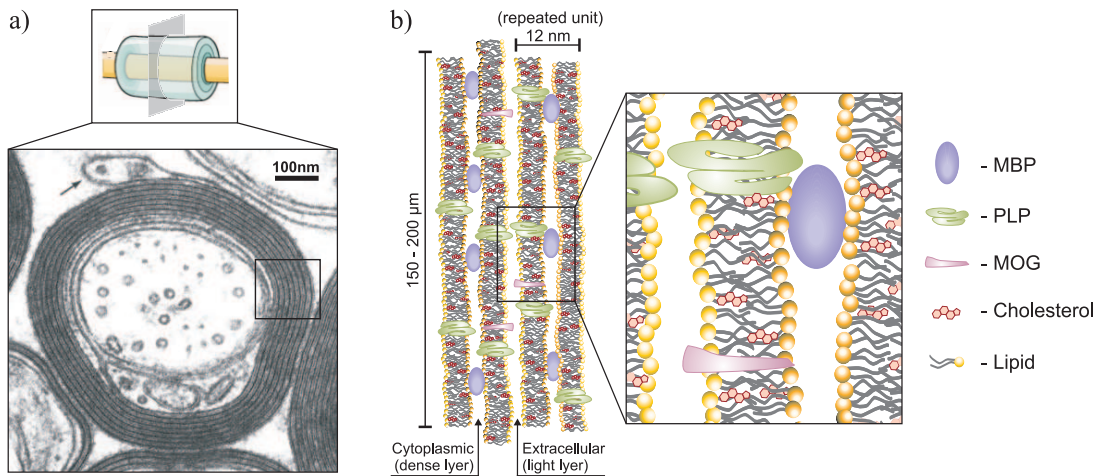 a)
100nm
b)
(repeated unit)
12 nm
150 - 200 µm
Cytoplasmic
(dense lyer)
Extracellular
(light lyer)
- MBP
- PLP
- MOG
- Cholesterol
- Lipid